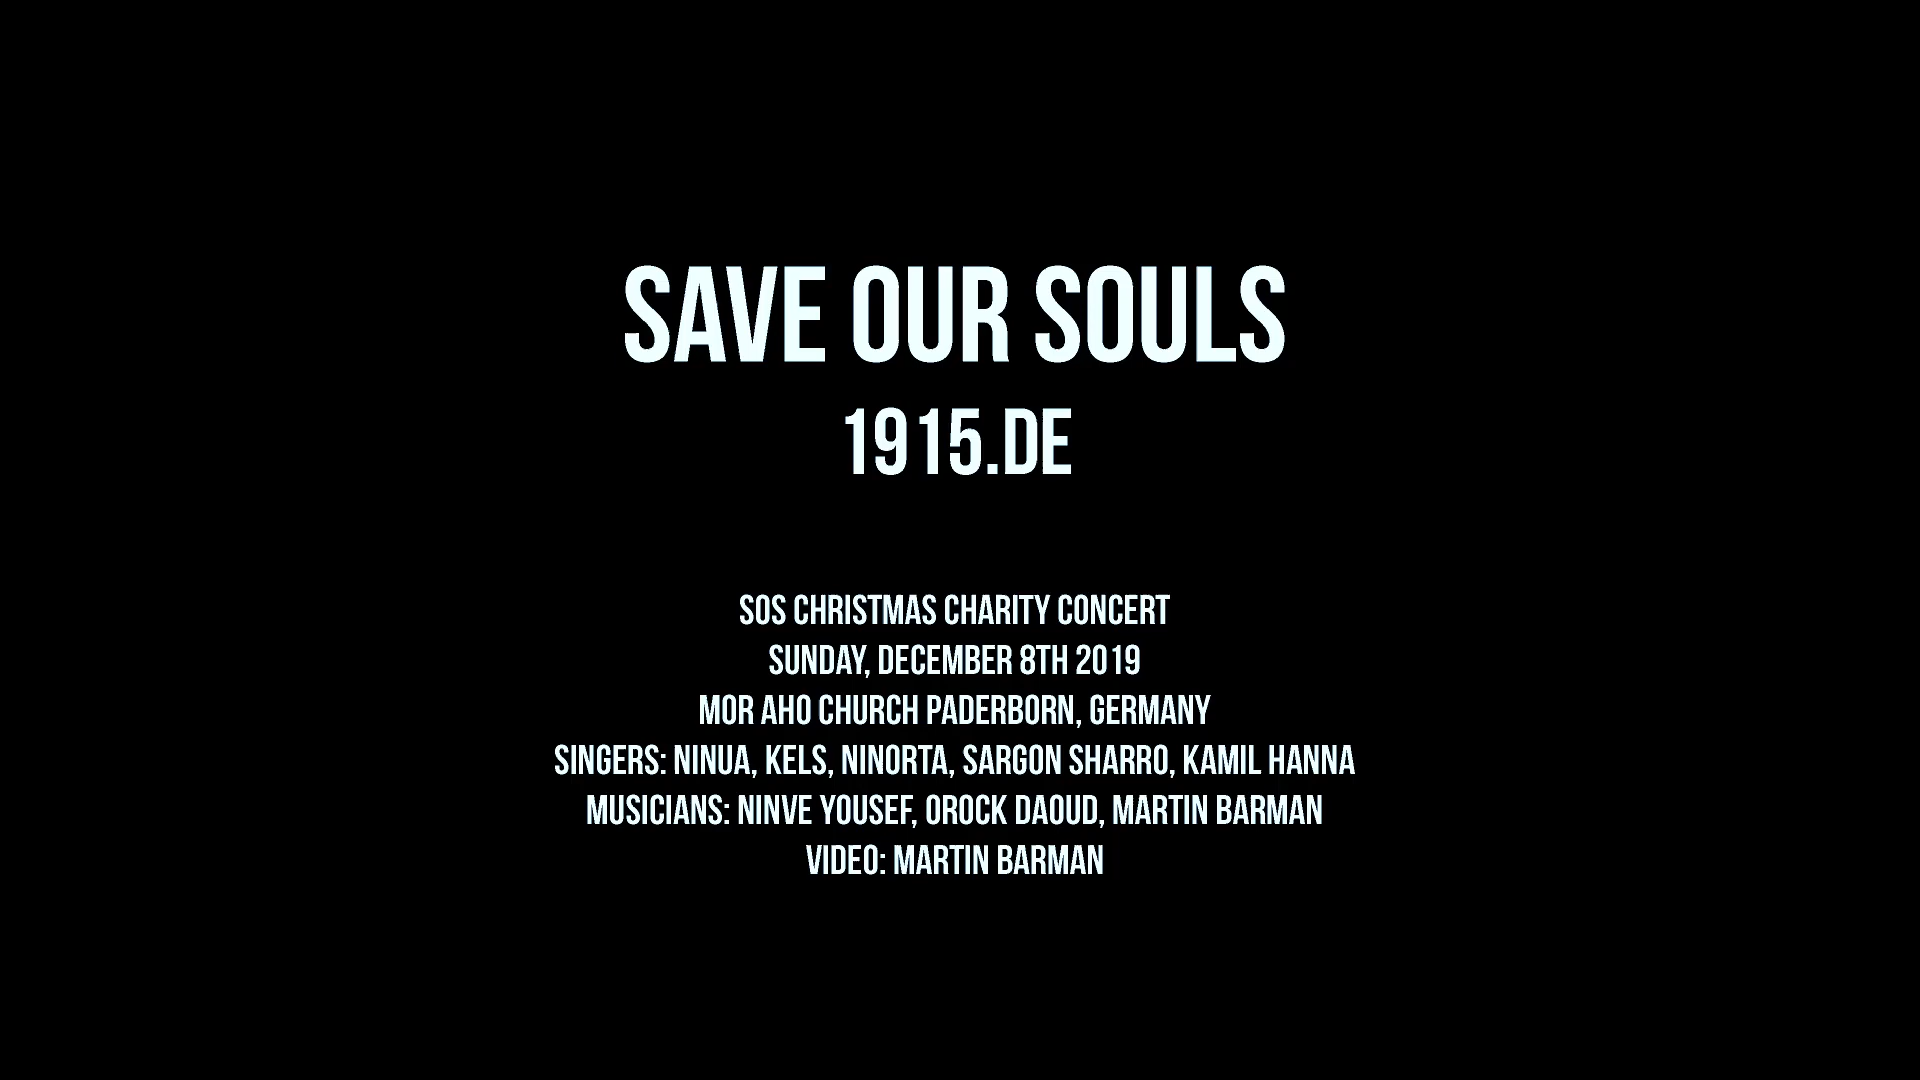 SAVE OUR SOULS
1915.DE
SOS CHRISTMAS CHARITY CONCERT
SUNDAY, DECEMBER 8TH 2019
MOR AHO CHURCH PADERBORN, GERMANY
SINGERS: NINUA, KELS, NINORTA, SARGON SHARRO, KAMIL HANNA
MUSICIANS: NINVE YOUSEF, OROCK DAOUD, MARTIN BARMAN
VIDEO: MARTIN BARMAN